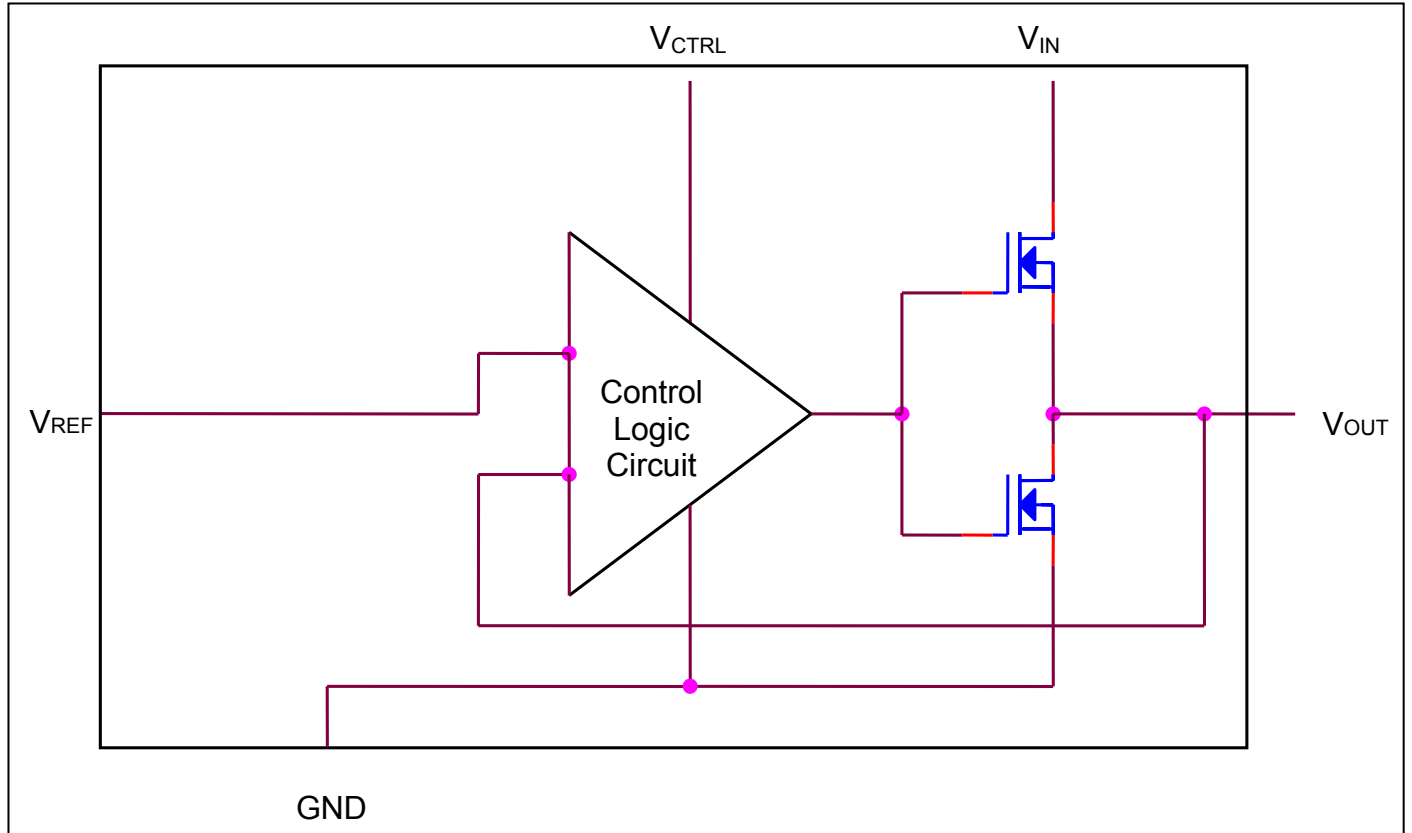 VCTRL
VIN
Control
Logic
Circuit
VREF
VOUT
GND